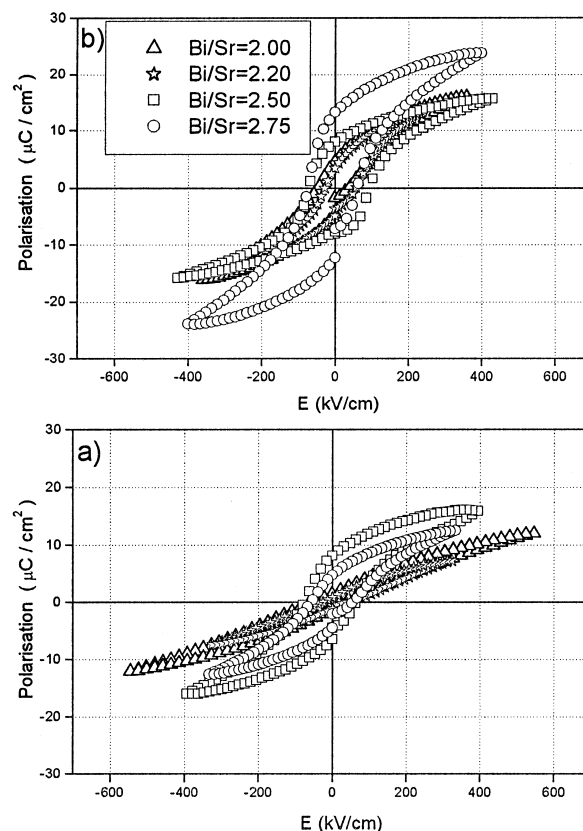 b)
Bi/Sr=2.00
Bi/Sr=2.20
Bi/Sr=2.50
Bi/Sr=2.75
30
20
10
0
-10
-20
-30
Polarisation ( μC / cm² )
-600 -400 -200 0 200 400 600
E (kV/cm)
a)
30
20
10
0
-10
-20
-30
Polarisation ( μC / cm² )
-600 -400 -200 0 200 400 600
E (kV/cm)